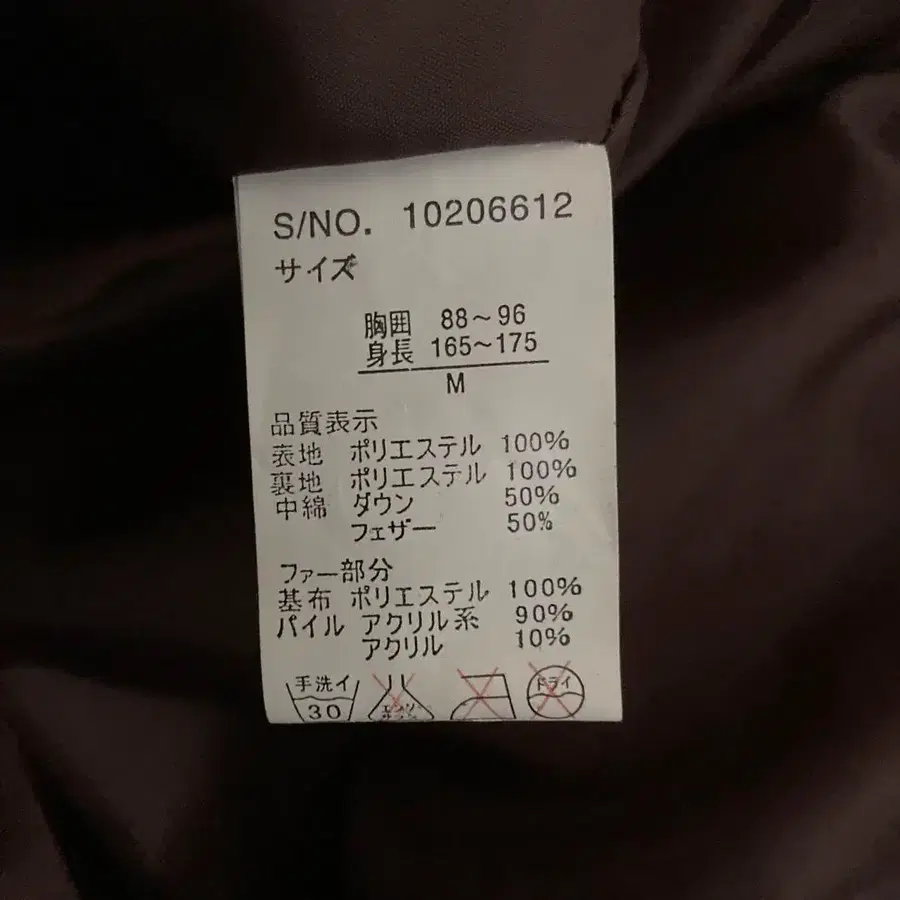 S/NO. 10206612
サイズ
胸囲 88～96
身長 165～175
M
品質表示
表地 ポリエステル 100%
裏地 ポリエステル 100%
中綿 ダウン 50%
フェザー 50%
ファー部分
基布 ポリエステル 100%
パイル アクリル系 90%
アクリル 10%
手洗イ ドライ
30